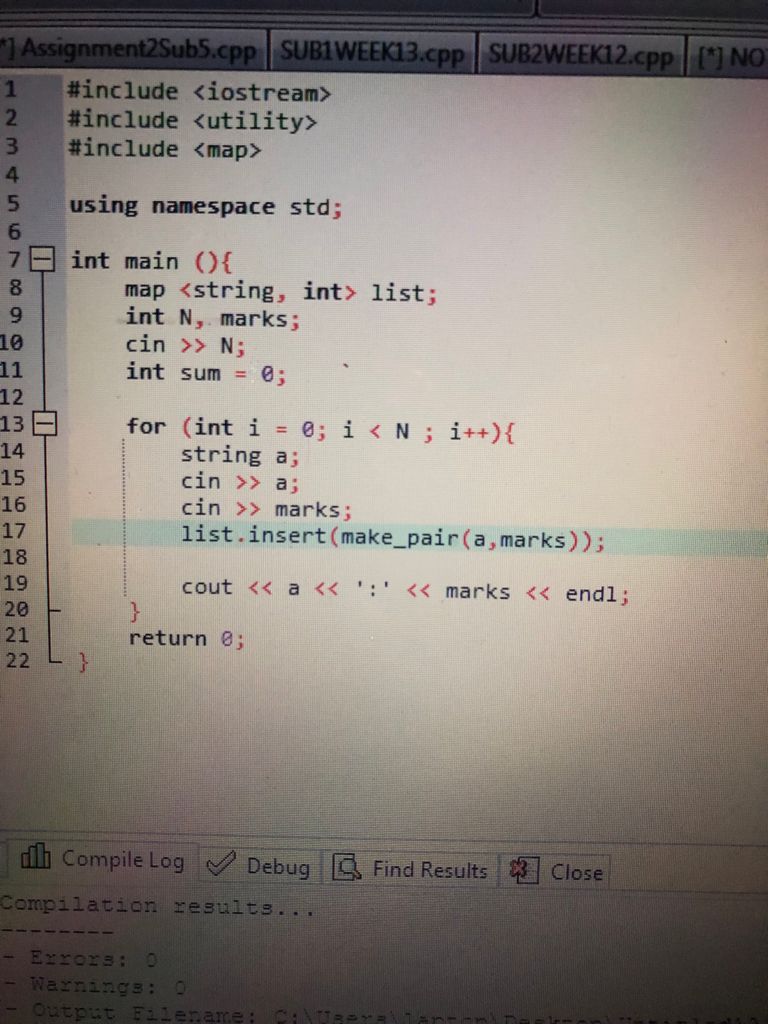 *] Assignment2Sub5.cpp SUB1WEEK13.cpp SUB2WEEK12.cpp [*] NO
1 #include <iostream>
2 #include <utility>
3 #include <map>
4
5 using namespace std;
6
7 int main (){
8 map <string, int> list;
9 int N, marks;
10 cin >> N;
11 int sum = 0;
12
13 for (int i = 0; i < N ; i++){
14 string a;
15 cin >> a;
16 cin >> marks;
17 list.insert(make_pair(a,marks));
18
19 cout << a << ':' << marks << endl;
20 }
21 return 0;
22 }
Compile Log Debug Find Results Close
Compilation results...
--------
- Errors: 0
- Warnings: 0
- Output Filename: C:\Users\laptop\Desktop\